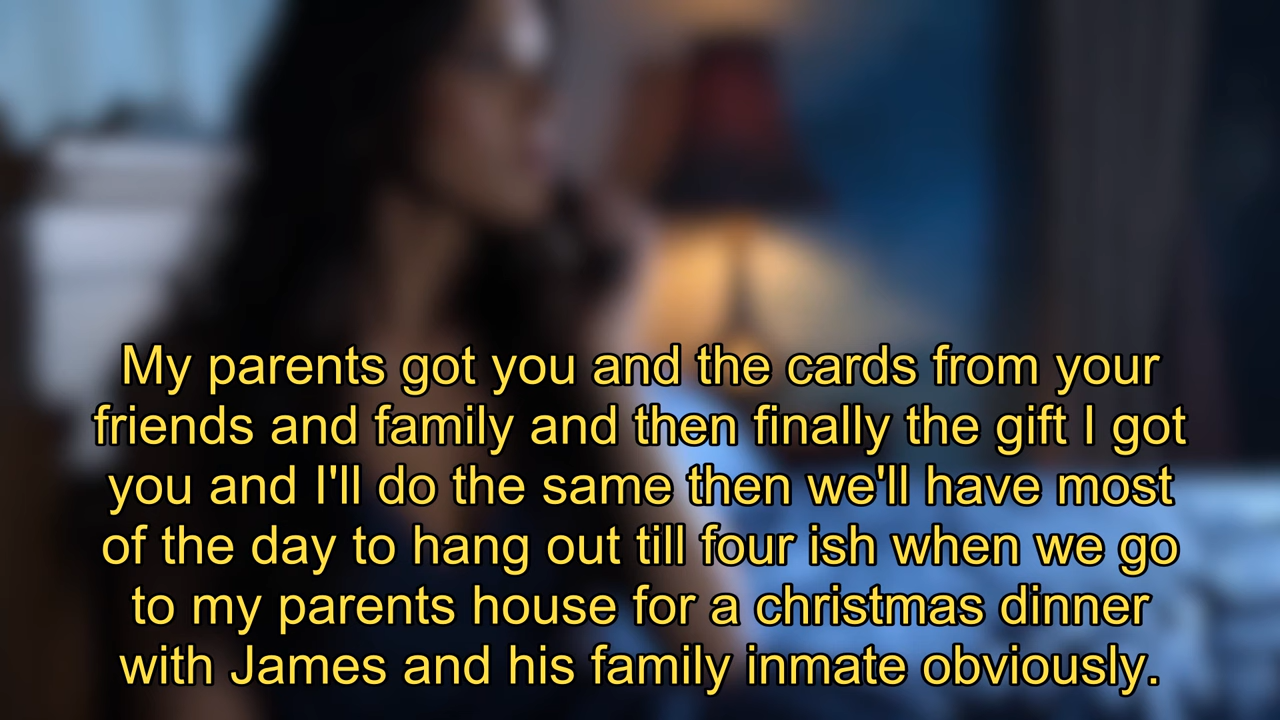 My parents got you and the cards from your
friends and family and then finally the gift I got
you and I'll do the same then we'll have most
of the day to hang out till four ish when we go
to my parents house for a christmas dinner
with James and his family inmate obviously.